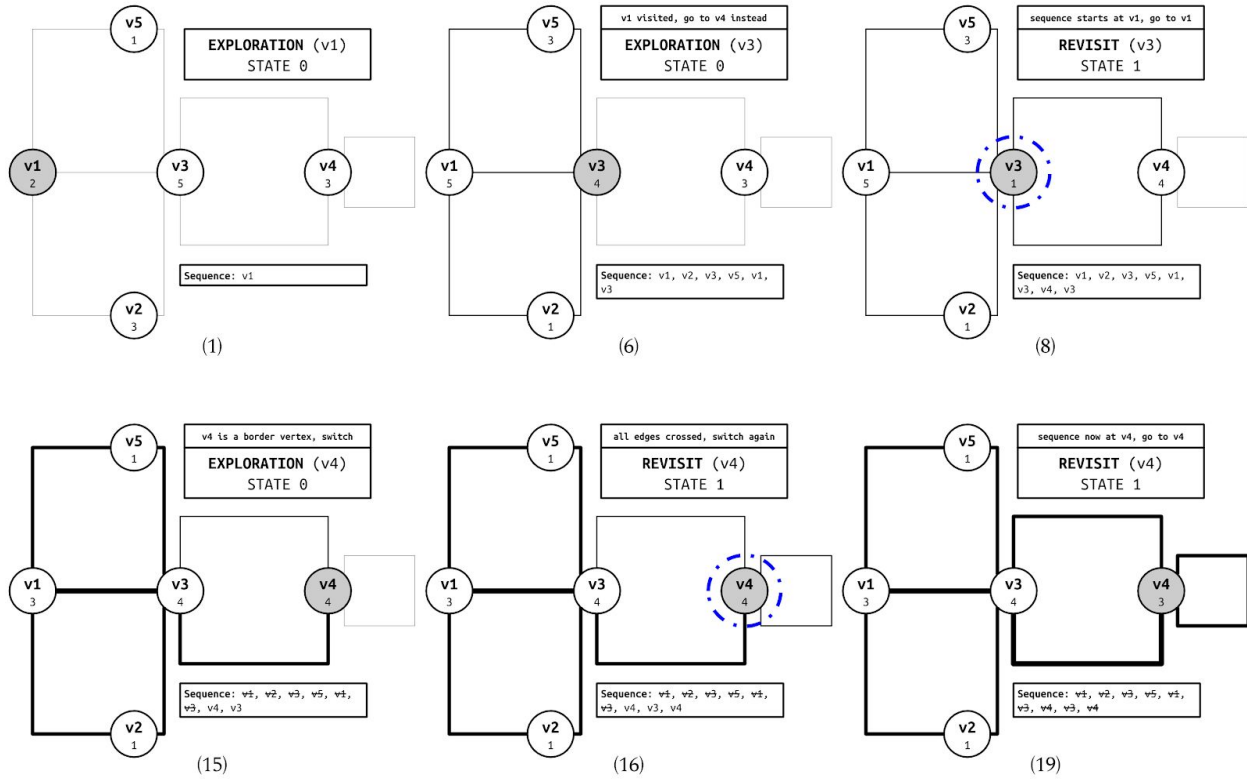 v5
1
EXPLORATION (v1)
STATE 0
v1
2
v3
5
v4
3
Sequence: v1
v2
3
(1)
v5
3
v1 visited, go to v4 instead
EXPLORATION (v3)
STATE 0
v1
5
v3
4
v4
3
Sequence: v1, v2, v3, v5, v1,
v3
v2
1
(6)
v5
3
sequence starts at v1, go to v1
REVISIT (v3)
STATE 1
v1
5
v3
1
v4
4
Sequence: v1, v2, v3, v5, v1,
v3, v4, v3
v2
1
(8)
v5
1
v4 is a border vertex, switch
EXPLORATION (v4)
STATE 0
v1
3
v3
4
v4
4
Sequence: v1, v2, v3, v5, v1,
v3, v4, v3
v2
1
(15)
v5
1
all edges crossed, switch again
REVISIT (v4)
STATE 1
v1
3
v3
4
v4
4
Sequence: v1, v2, v3, v5, v1,
v3, v4, v3, v4
v2
1
(16)
v5
1
sequence now at v4, go to v4
REVISIT (v4)
STATE 1
v1
3
v3
4
v4
3
Sequence: v1, v2, v3, v5, v1,
v3, v4, v3, v4
v2
1
(19)